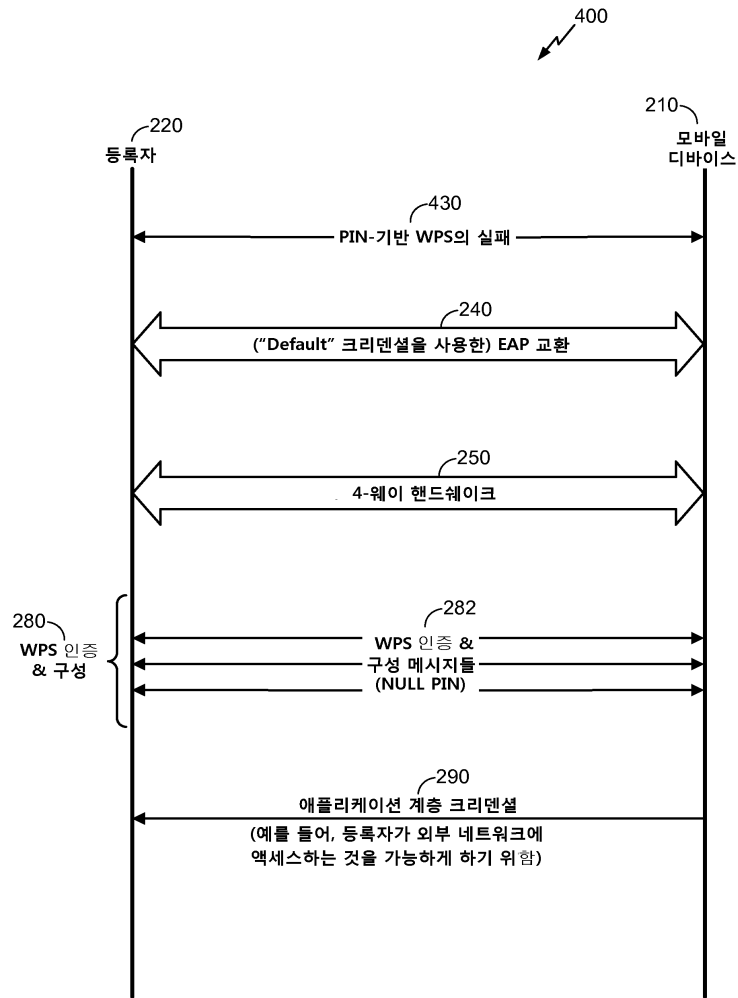 400
220
등록자
210
모바일
디바이스
430
PIN-기반 WPS의 실패
240
(“Default” 크리덴셜을 사용한) EAP 교환
250
4-웨이 핸드쉐이크
280
WPS 인증
& 구성
282
WPS 인증 &
구성 메시지들
(NULL PIN)
290
애플리케이션 계층 크리덴셜
(예를 들어, 등록자가 외부 네트워크에
액세스하는 것을 가능하게 하기 위함)